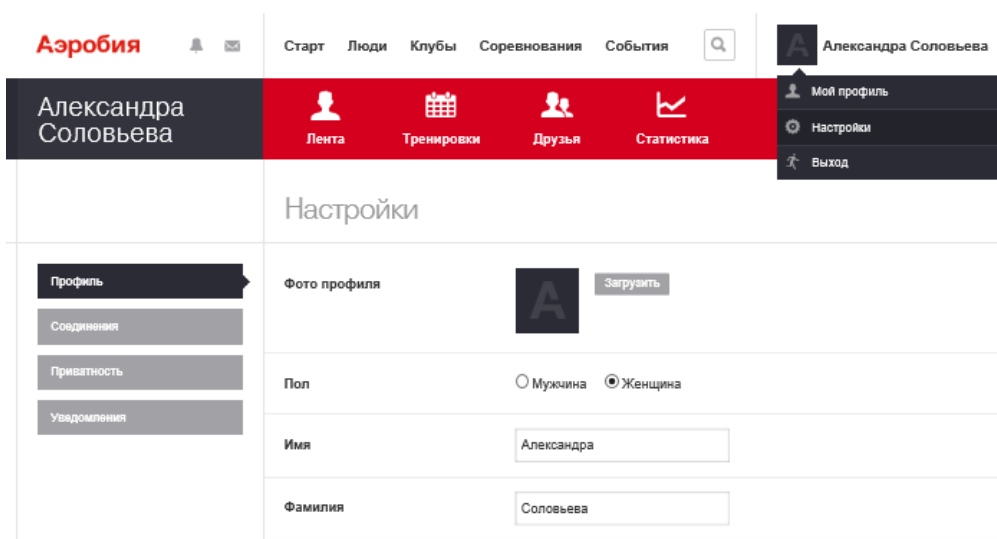 Аэробия
Старт Люди Клубы Соревнования События
А Александра Соловьева
Мой профиль
Настройки
Выход
Александра
Соловьева
Лента Тренировки Друзья Статистика
Настройки
Профиль
Соединения
Приватность
Уведомления
Фото профиля А Загрузить
Пол Мужчина Женщина
Имя Александра
Фамилия Соловьева